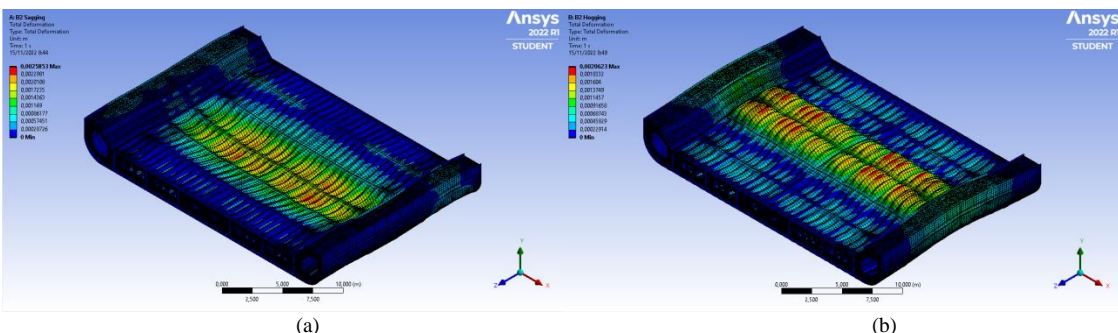 A: B2 Sagging
Total Deformation
Type: Total Deformation
Unit: m
Time: 1 s
15/11/2022 8:44
0,0025853 Max
0,0022981
0,0020108
0,0017235
0,0014363
0,001149
0,00086177
0,00057451
0,00028726
0 Min
Ansys
2022 R1
STUDENT
0,000 5,000 10,000 (m)
2,500 7,500
Y
Z X
(a)
B: B2 Hogging
Total Deformation
Type: Total Deformation
Unit: m
Time: 1 s
15/11/2022 8:49
0,0020623 Max
0,0018332
0,001604
0,0013749
0,0011457
0,00091658
0,00068743
0,00045829
0,00022914
0 Min
Ansys
2022 R1
STUDENT
0,000 5,000 10,000 (m)
2,500 7,500
Y
Z X
(b)